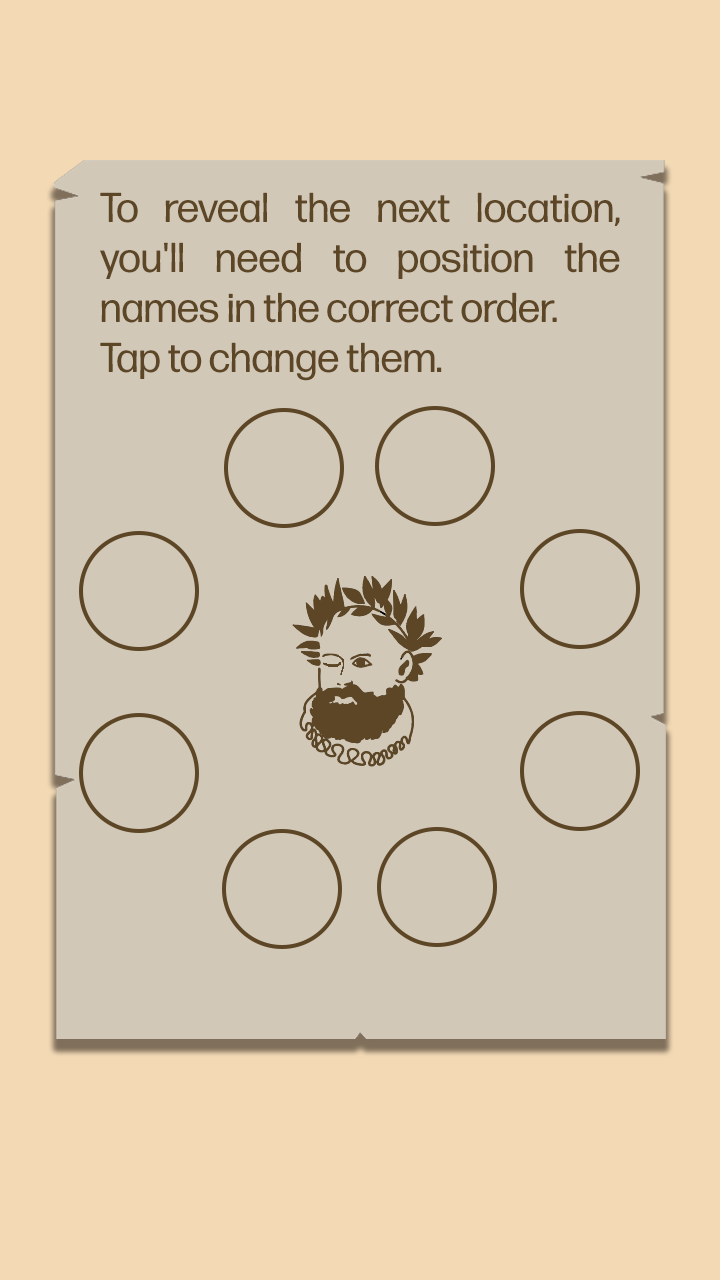 To reveal the next location,
you'll need to position the
names in the correct order.
Tap to change them.